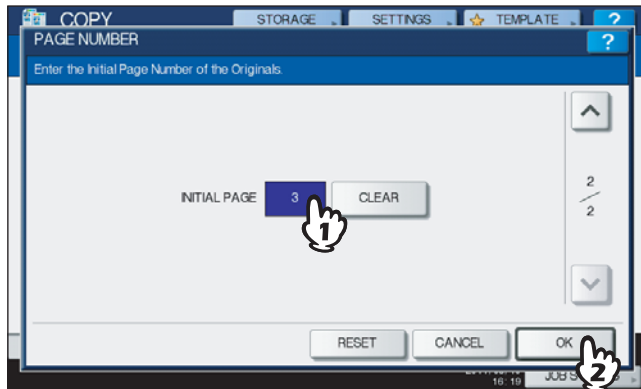 COPY STORAGE SETTINGS TEMPLATE ?
PAGE NUMBER ?
Enter the Initial Page Number of the Originals.
2
INITIAL PAGE 3 CLEAR
2
1
RESET CANCEL OK
2
16:19 JOB S